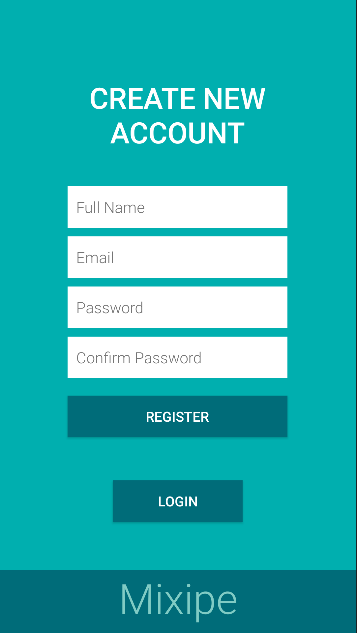 CREATE NEW
ACCOUNT
Full Name
Email
Password
Confirm Password
REGISTER
LOGIN
Mixipe